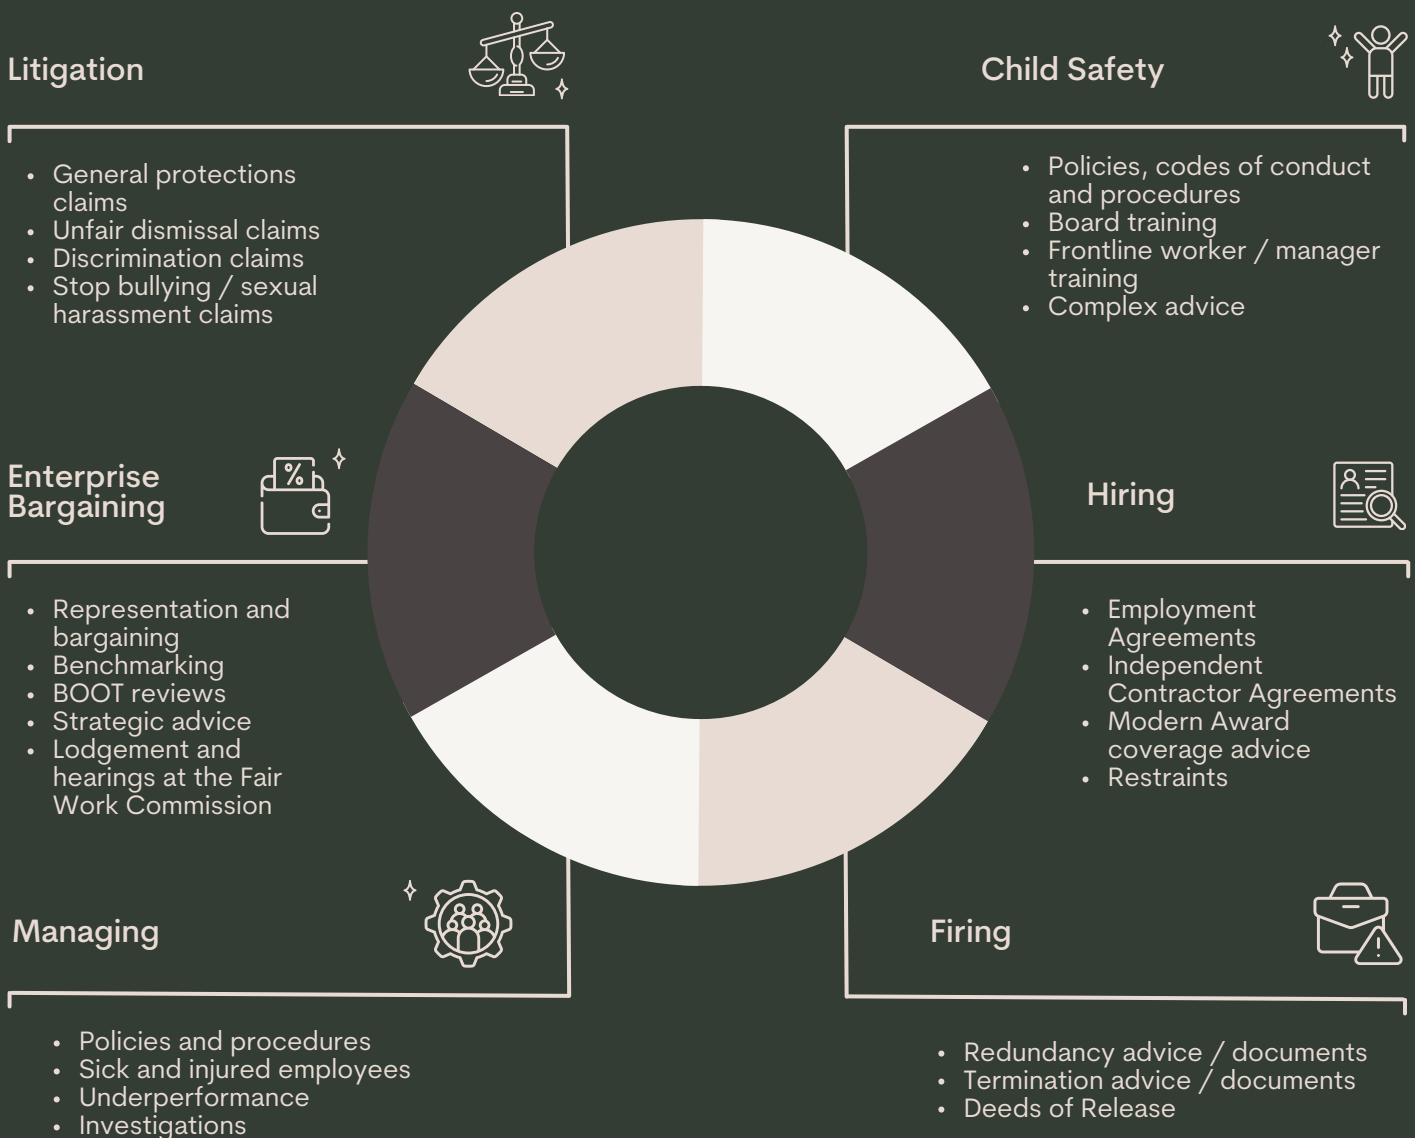 Litigation
• General protections
claims
• Unfair dismissal claims
• Discrimination claims
• Stop bullying / sexual
harassment claims
Child Safety
• Policies, codes of conduct
and procedures
• Board training
• Frontline worker / manager
training
• Complex advice
Enterprise
Bargaining
%
• Representation and
bargaining
• Benchmarking
• BOOT reviews
• Strategic advice
• Lodgement and
hearings at the Fair
Work Commission
Hiring
• Employment
Agreements
• Independent
Contractor Agreements
• Modern Award
coverage advice
• Restraints
Managing
• Policies and procedures
• Sick and injured employees
• Underperformance
• Investigations
Firing
!
• Redundancy advice / documents
• Termination advice / documents
• Deeds of Release